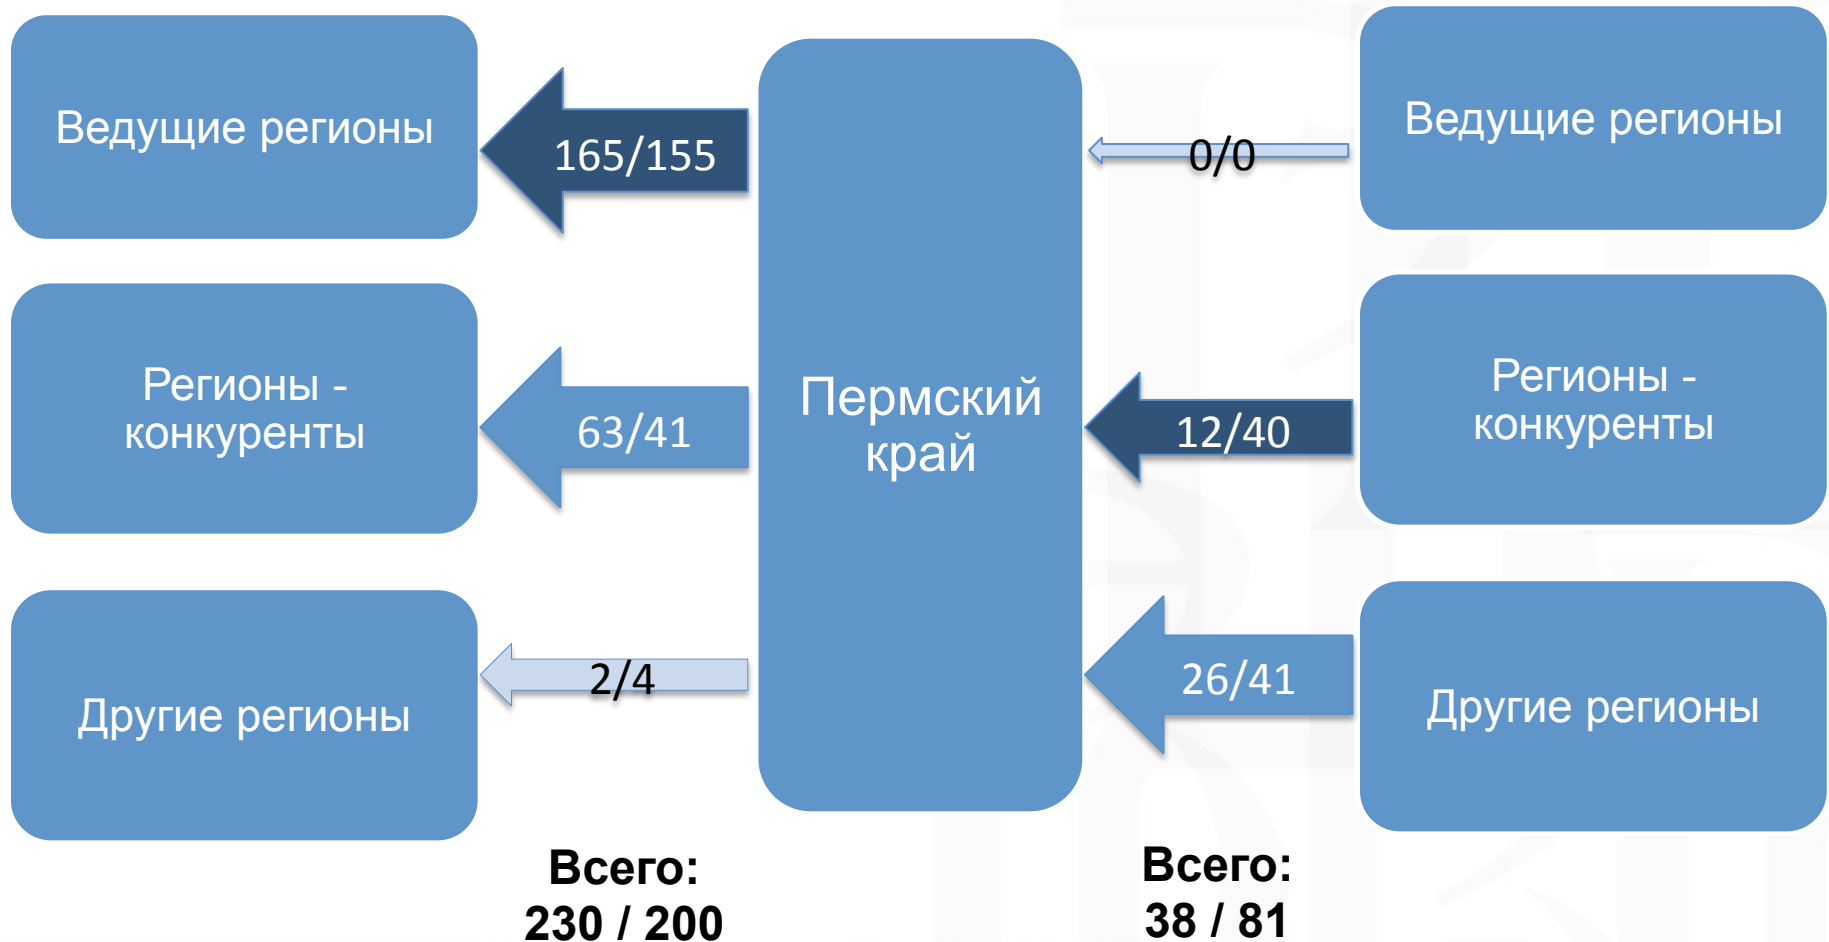 Ведущие регионы
165/155
Регионы -
конкуренты
63/41
Другие регионы
2/4
Всего:
230 / 200
Пермский
край
Ведущие регионы
0/0
Регионы -
конкуренты
12/40
Другие регионы
26/41
Всего:
38 / 81